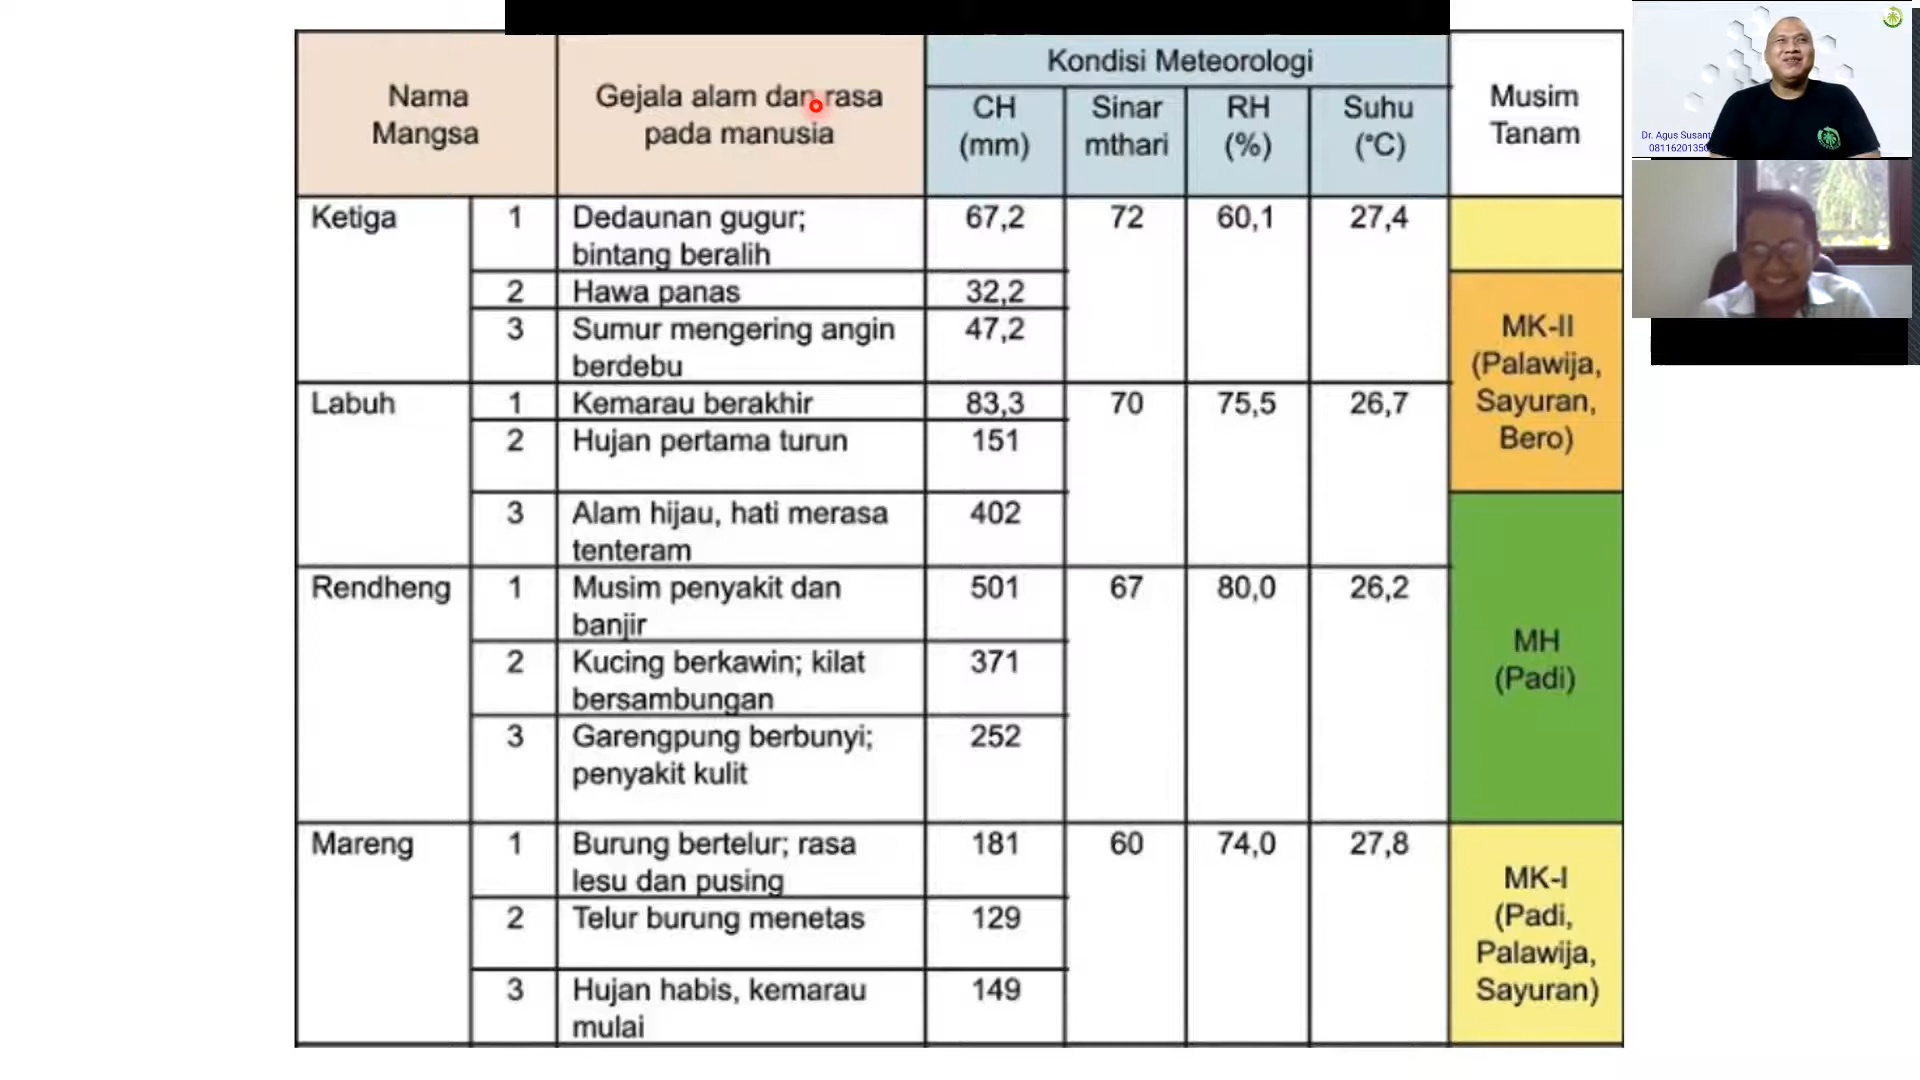 Nama
Mangsa
Gejala alam dan rasa
pada manusia
Kondisi Meteorologi
CH
(mm)
Sinar
mthari
RH
(%)
Suhu
(°C)
Musim
Tanam
Ketiga
1
Dedaunan gugur;
bintang beralih
67,2
72
60,1
27,4
2
Hawa panas
32,2
3
Sumur mengering angin
berdebu
47,2
MK-II
(Palawija,
Sayuran,
Bero)
Labuh
1
Kemarau berakhir
83,3
70
75,5
26,7
2
Hujan pertama turun
151
3
Alam hijau, hati merasa
tenteram
402
Rendheng
1
Musim penyakit dan
banjir
501
67
80,0
26,2
2
Kucing berkawin; kilat
bersambungan
371
MH
(Padi)
3
Garengpung berbunyi;
penyakit kulit
252
Mareng
1
Burung bertelur; rasa
lesu dan pusing
181
60
74,0
27,8
2
Telur burung menetas
129
3
Hujan habis, kemarau
mulai
149
MK-I
(Padi,
Palawija,
Sayuran)
Dr. Agus Susant
08116201350